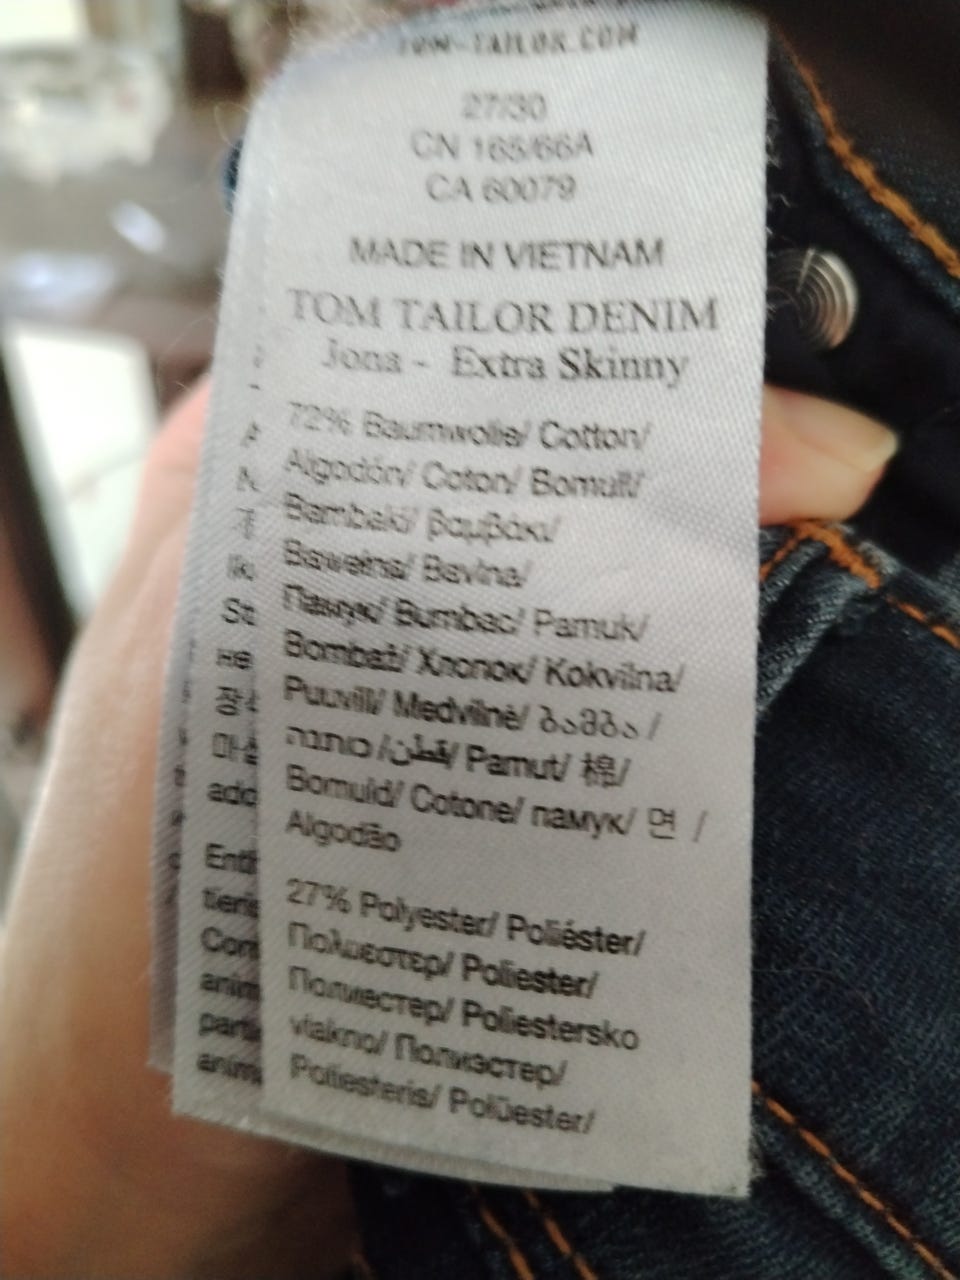 TOM-TAILOR.COM
27/30
CN 165/66A
CA 60079
MADE IN VIETNAM
TOM TAILOR DENIM
Jona - Extra Skinny
72% Baumwolle/ Cotton/
Algodón/ Coton/ Bomull/
Bambaki/ βαμβάκι/
Bawełna/ Bavlna/
Памук/ Bumbac/ Pamuk/
Bombaž/ Хлопок/ Kokvilna/
Puuvill/ Medvilnė/ ბამბა /
כותנה /قطن/ Pamut/ 棉/
Bomuld/ Cotone/ памук/ 면 /
Algodão
27% Polyester/ Poliéster/
Πολυεστερ/ Poliester/
Полиестер/ Poliestersko
vlakno/ Полиэстер/
Poliesteris/ Polüester/